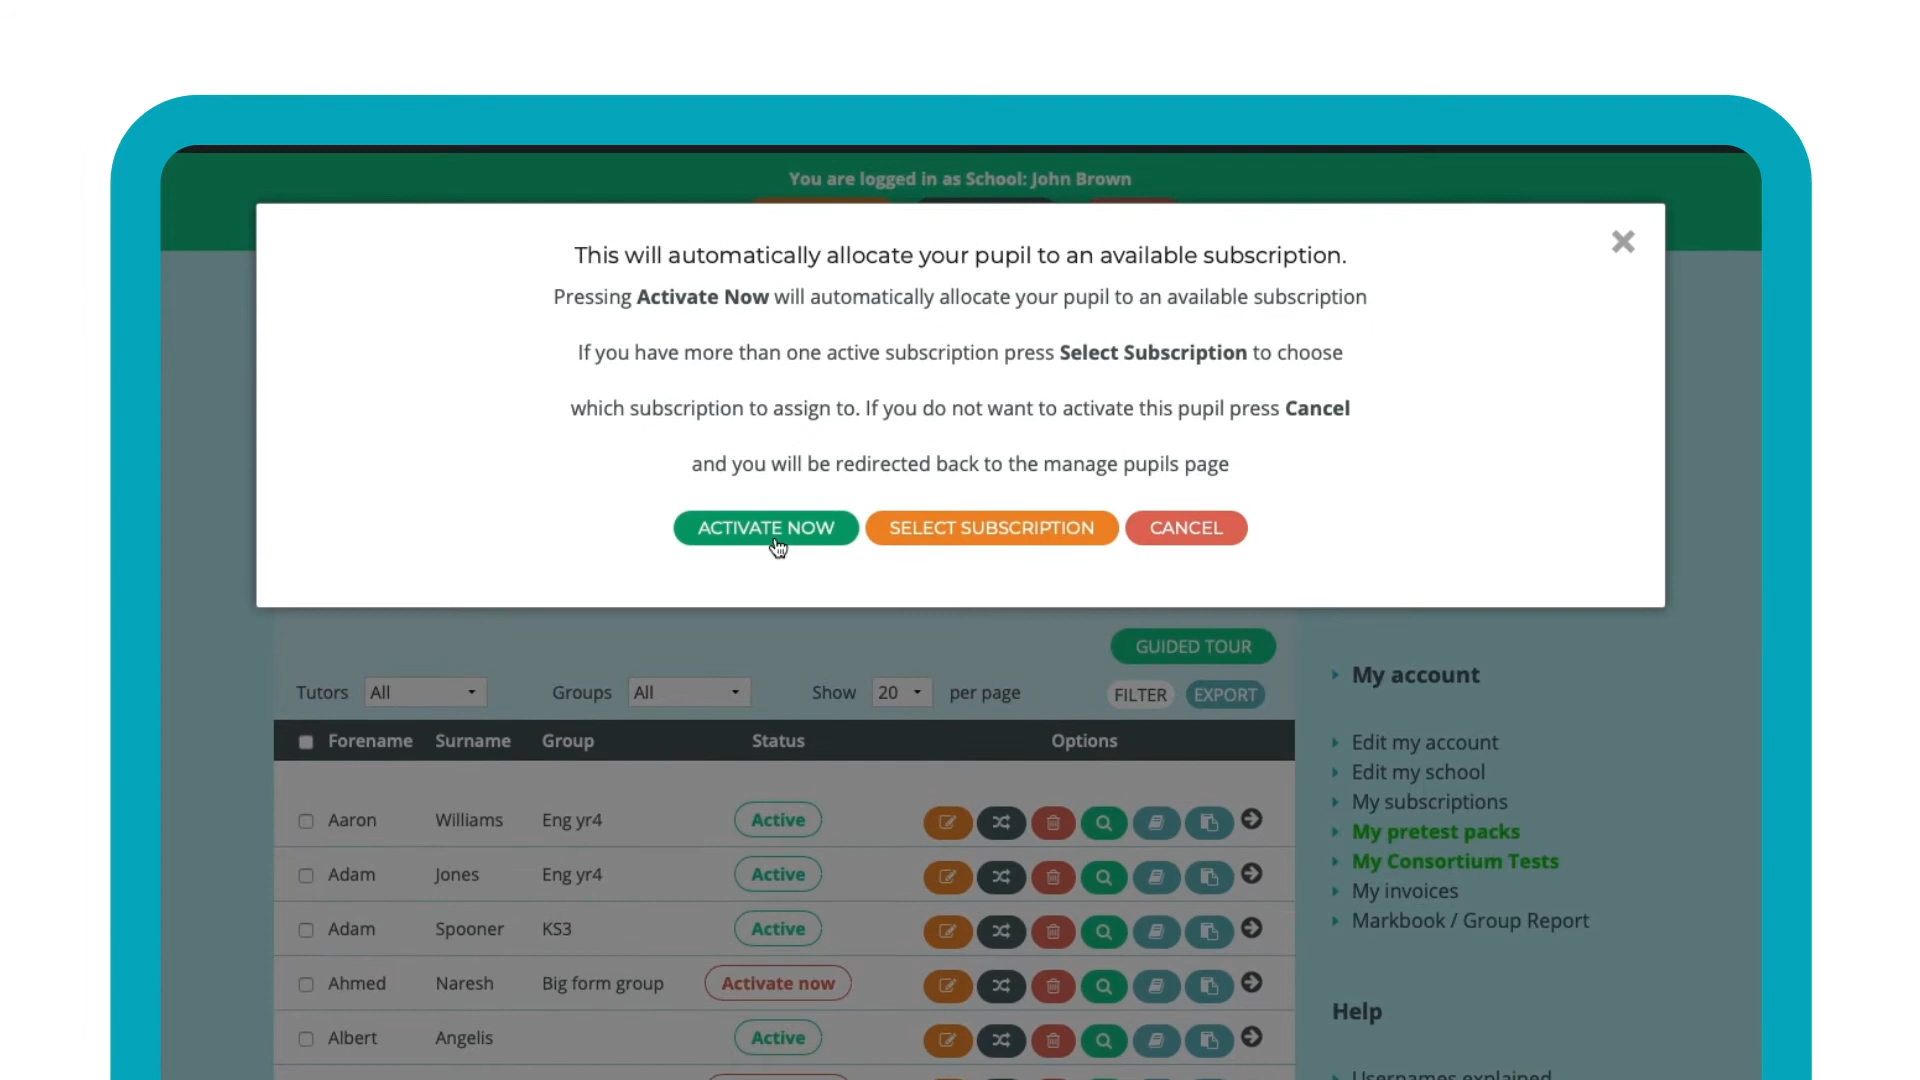 You are logged in as School: John Brown
This will automatically allocate your pupil to an available subscription.
Pressing Activate Now will automatically allocate your pupil to an available subscription
If you have more than one active subscription press Select Subscription to choose
which subscription to assign to. If you do not want to activate this pupil press Cancel
and you will be redirected back to the manage pupils page
ACTIVATE NOW SELECT SUBSCRIPTION CANCEL
GUIDED TOUR
Tutors All Groups All Show 20 per page FILTER EXPORT
Forename Surname Group Status Options
Aaron Williams Eng yr4 Active
Adam Jones Eng yr4 Active
Adam Spooner KS3 Active
Ahmed Naresh Big form group Activate now
Albert Angelis Active
My account
Edit my account
Edit my school
My subscriptions
My pretest packs
My Consortium Tests
My invoices
Markbook / Group Report
Help
Usernames explained